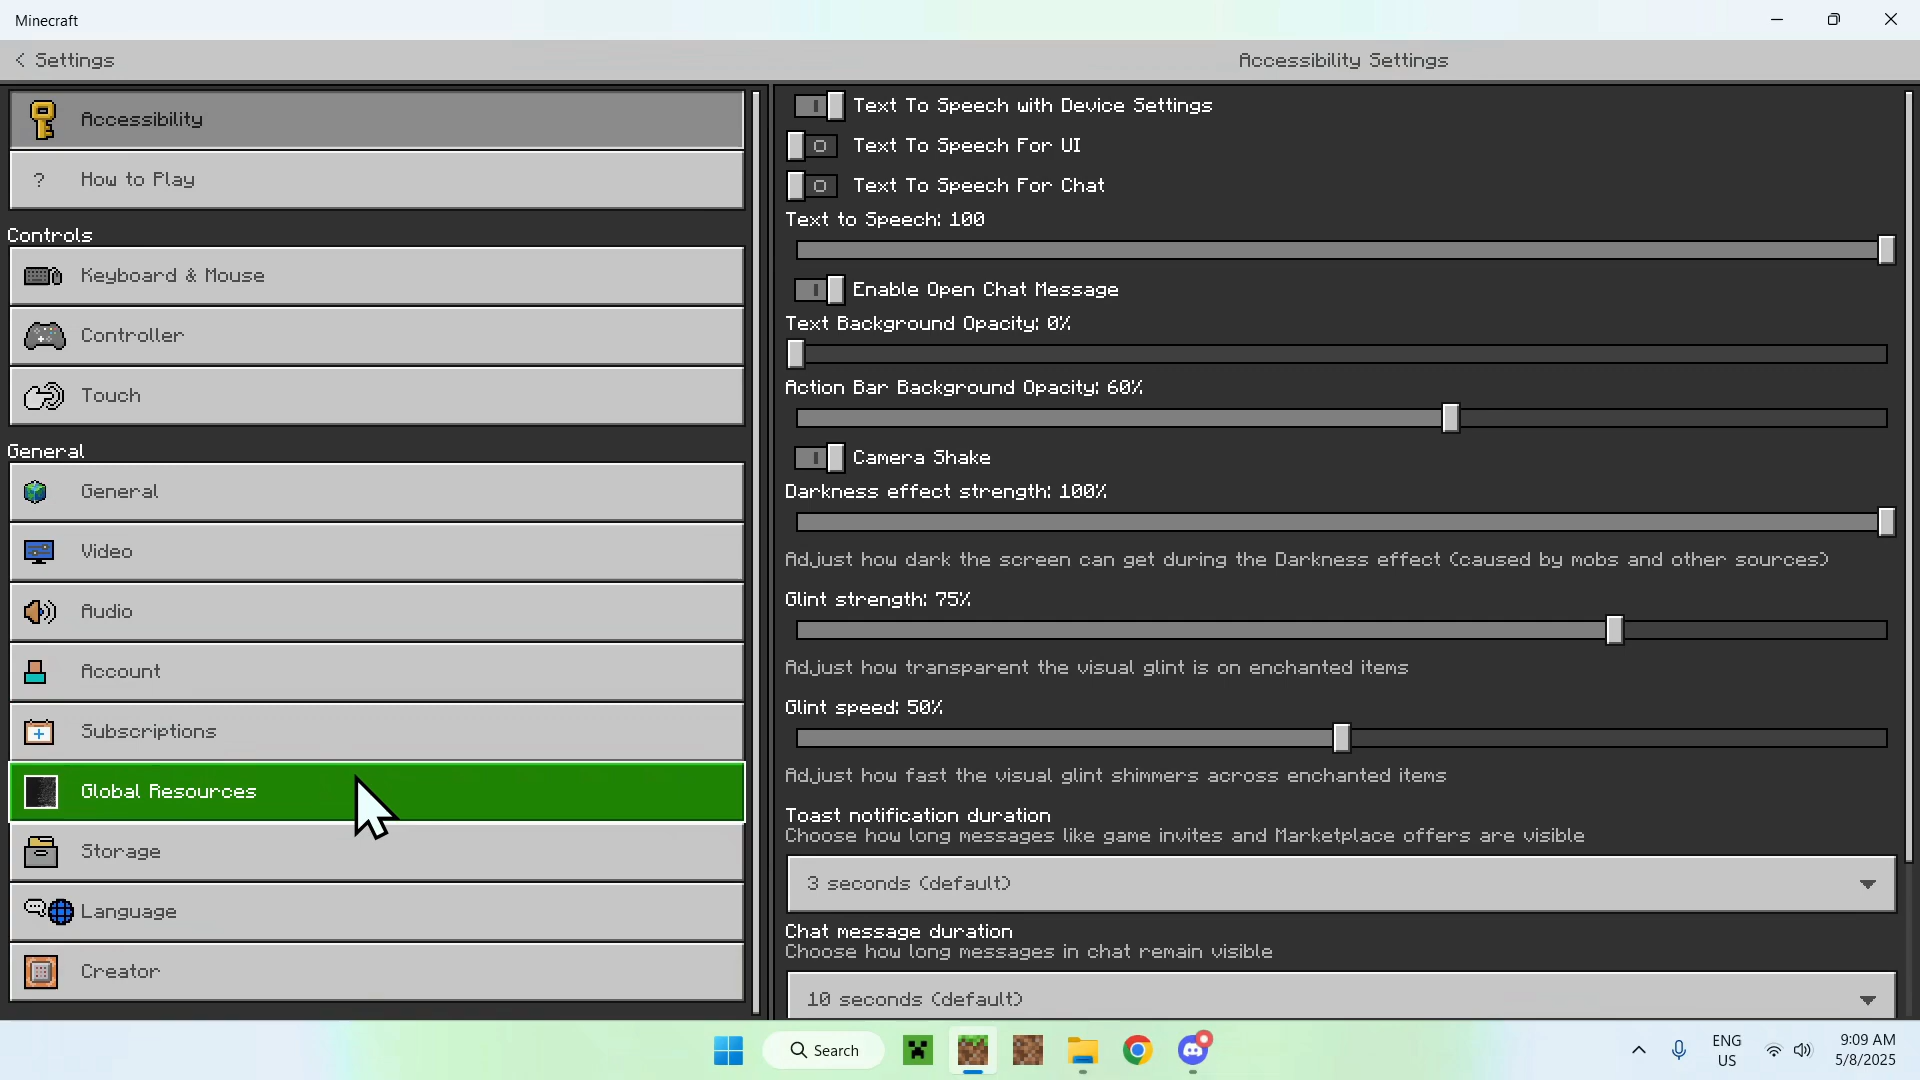 Minecraft
< Settings
Accessibility Settings
Accessibility
? How to Play
Controls
Keyboard & Mouse
Controller
Touch
General
General
Video
Audio
Account
Subscriptions
Global Resources
Storage
Language
Creator
Text To Speech with Device Settings
Text To Speech For UI
Text To Speech For Chat
Text to Speech: 100
Enable Open Chat Message
Text Background Opacity: 0%
Action Bar Background Opacity: 60%
Camera Shake
Darkness effect strength: 100%
Adjust how dark the screen can get during the Darkness effect (caused by mobs and other sources)
Glint strength: 75%
Adjust how transparent the visual glint is on enchanted items
Glint speed: 50%
Adjust how fast the visual glint shimmers across enchanted items
Toast notification duration
Choose how long messages like game invites and Marketplace offers are visible
3 seconds (default)
Chat message duration
Choose how long messages in chat remain visible
10 seconds (default)
Search
ENG
US
9:09 AM
5/8/2025